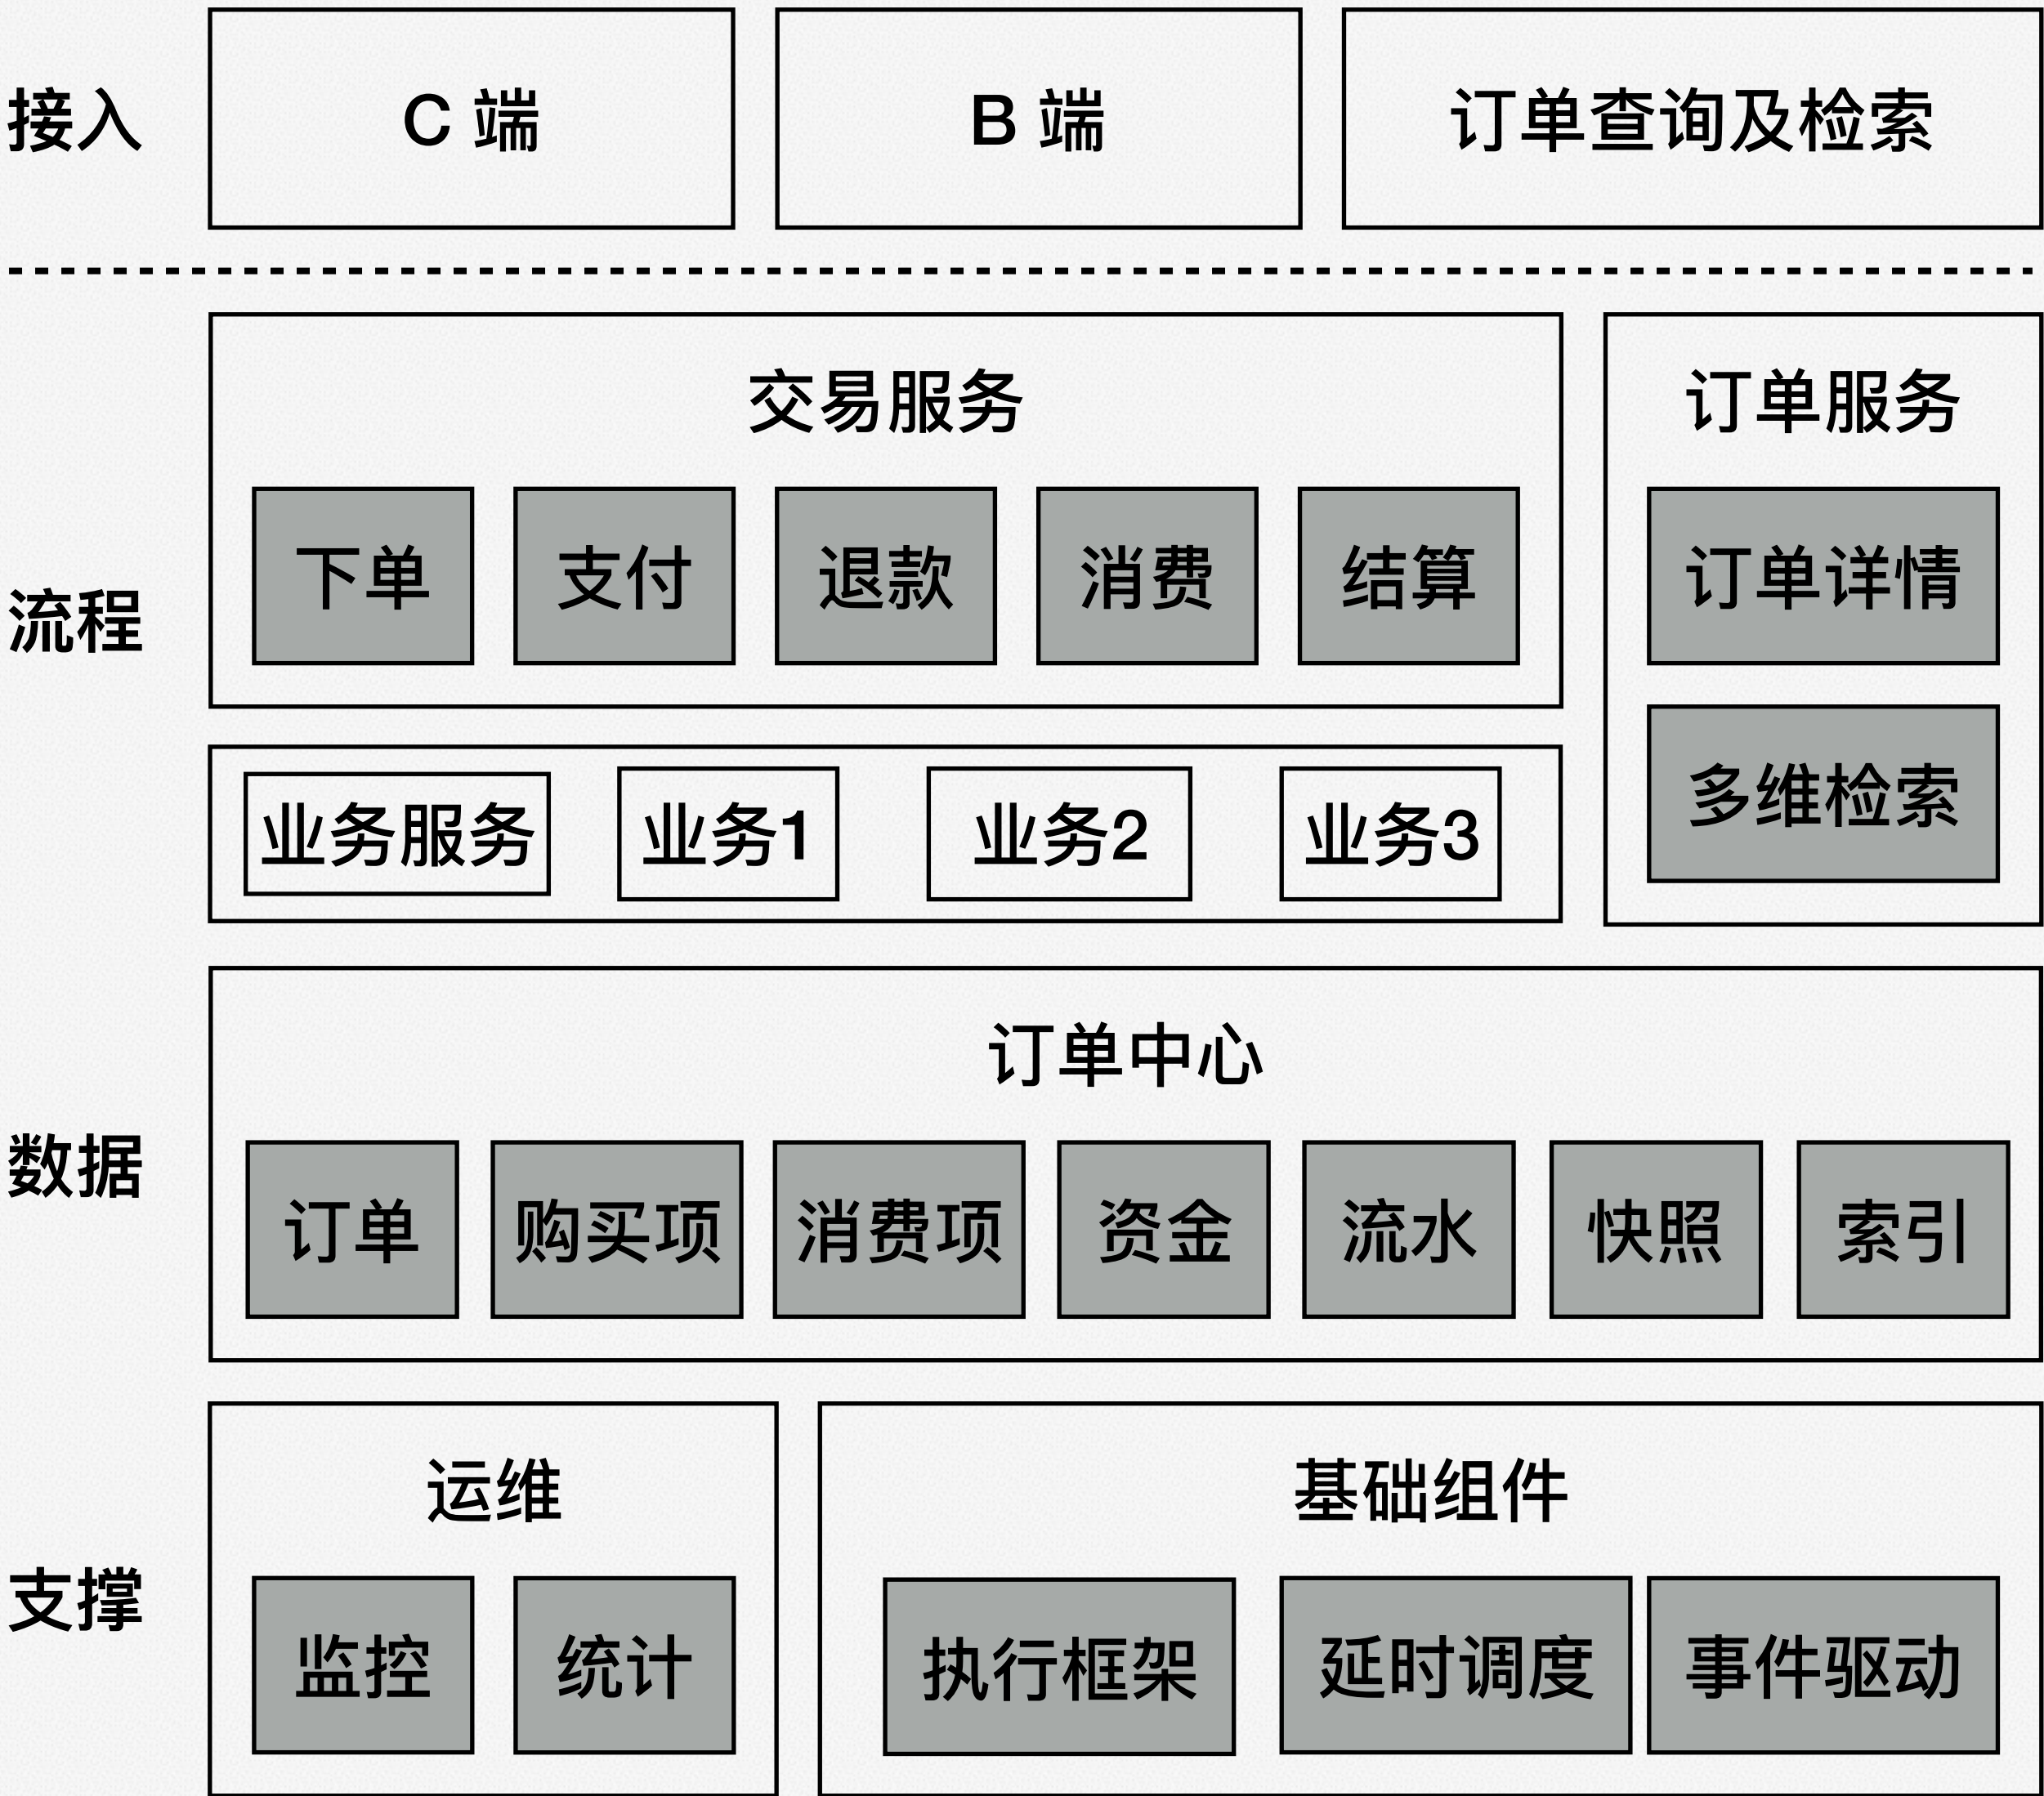 接入
C 端
B 端
订单查询及检索
流程
交易服务
下单
支付
退款
消费
结算
订单服务
订单详情
多维检索
业务服务
业务1
业务2
业务3
数据
订单中心
订单
购买项
消费项
资金
流水
快照
索引
支撑
运维
监控
统计
基础组件
执行框架
延时调度
事件驱动